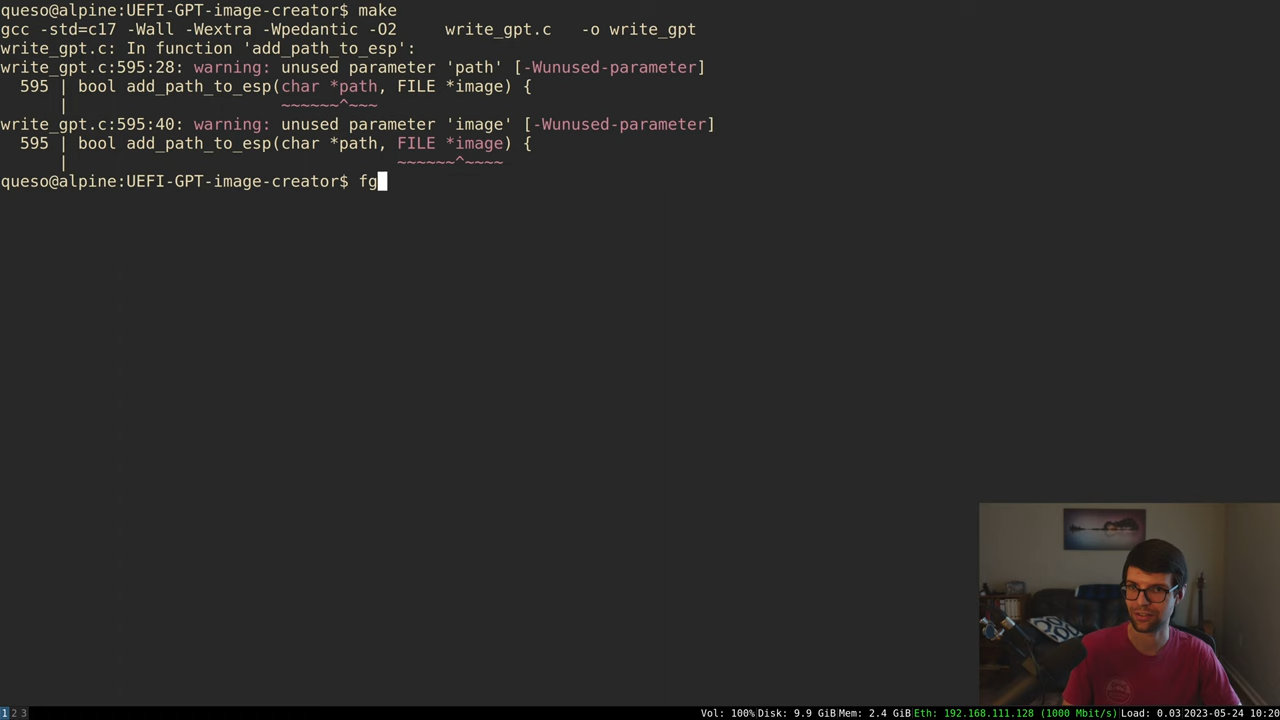 queso@alpine:UEFI-GPT-image-creator$ make
gcc -std=c17 -Wall -Wextra -Wpedantic -O2     write_gpt.c   -o write_gpt
write_gpt.c: In function 'add_path_to_esp':
write_gpt.c:595:28: warning: unused parameter 'path' [-Wunused-parameter]
  595 | bool add_path_to_esp(char *path, FILE *image) {
      |                      ~~~~~~^~~~
write_gpt.c:595:40: warning: unused parameter 'image' [-Wunused-parameter]
  595 | bool add_path_to_esp(char *path, FILE *image) {
      |                                  ~~~~~~^~~~~
queso@alpine:UEFI-GPT-image-creator$ fg
1 2 3 Vol: 100% Disk: 9.9 GiB Mem: 2.4 GiB Eth: 192.168.111.128 (1000 Mbit/s) Load: 0.03 2023-05-24 10:20